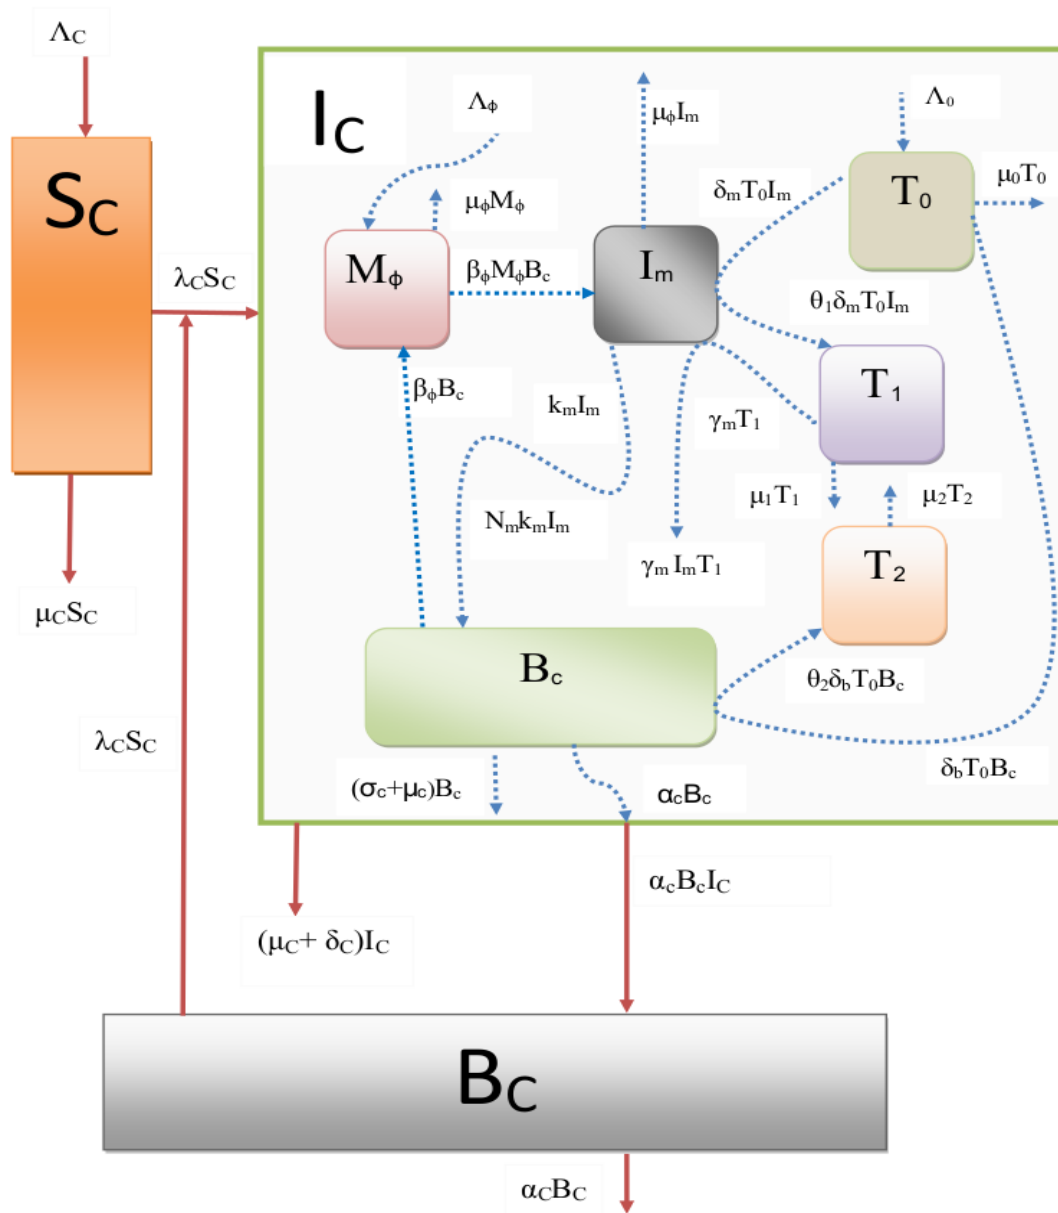 Λ_C
I_C
S_C
λ_CS_C
μ_CS_C
λ_CS_C
Λ_ϕ
μ_ϕI_m
Λ_0
μ_ϕM_ϕ
δ_mT_0I_m
T_0
μ_0T_0
M_ϕ
β_ϕM_ϕB_c
I_m
θ_1δ_mT_0I_m
β_ϕB_c
k_mI_m
γ_mT_1
T_1
N_mk_mI_m
μ_1T_1
μ_2T_2
γ_m I_mT_1
T_2
B_c
θ_2δ_bT_0B_c
(σ_c+μ_c)B_c
α_cB_c
δ_bT_0B_c
α_cB_cI_C
(μ_C+ δ_C)I_C
B_C
α_CB_C